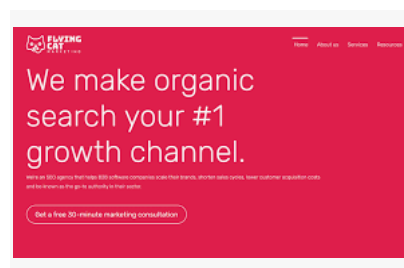 FLYING
CAT
MARKETING
Home About us Services Resources
We make organic
search your #1
growth channel.
We're an SEO agency that helps B2B software companies scale their brands, shorten sales cycles, lower customer acquisition costs
and be known as the go-to authority in their sector.
Get a free 30-minute marketing consultation